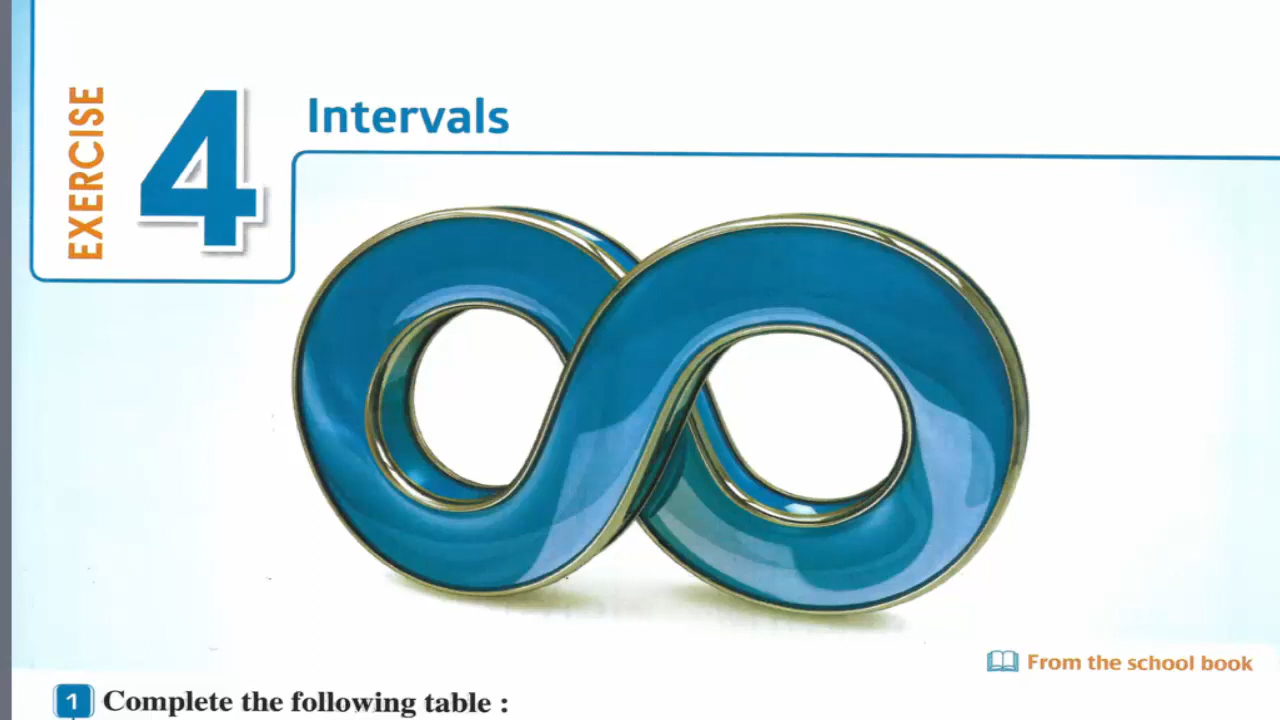 EXERCISE 4
Intervals
From the school book
1 Complete the following table :